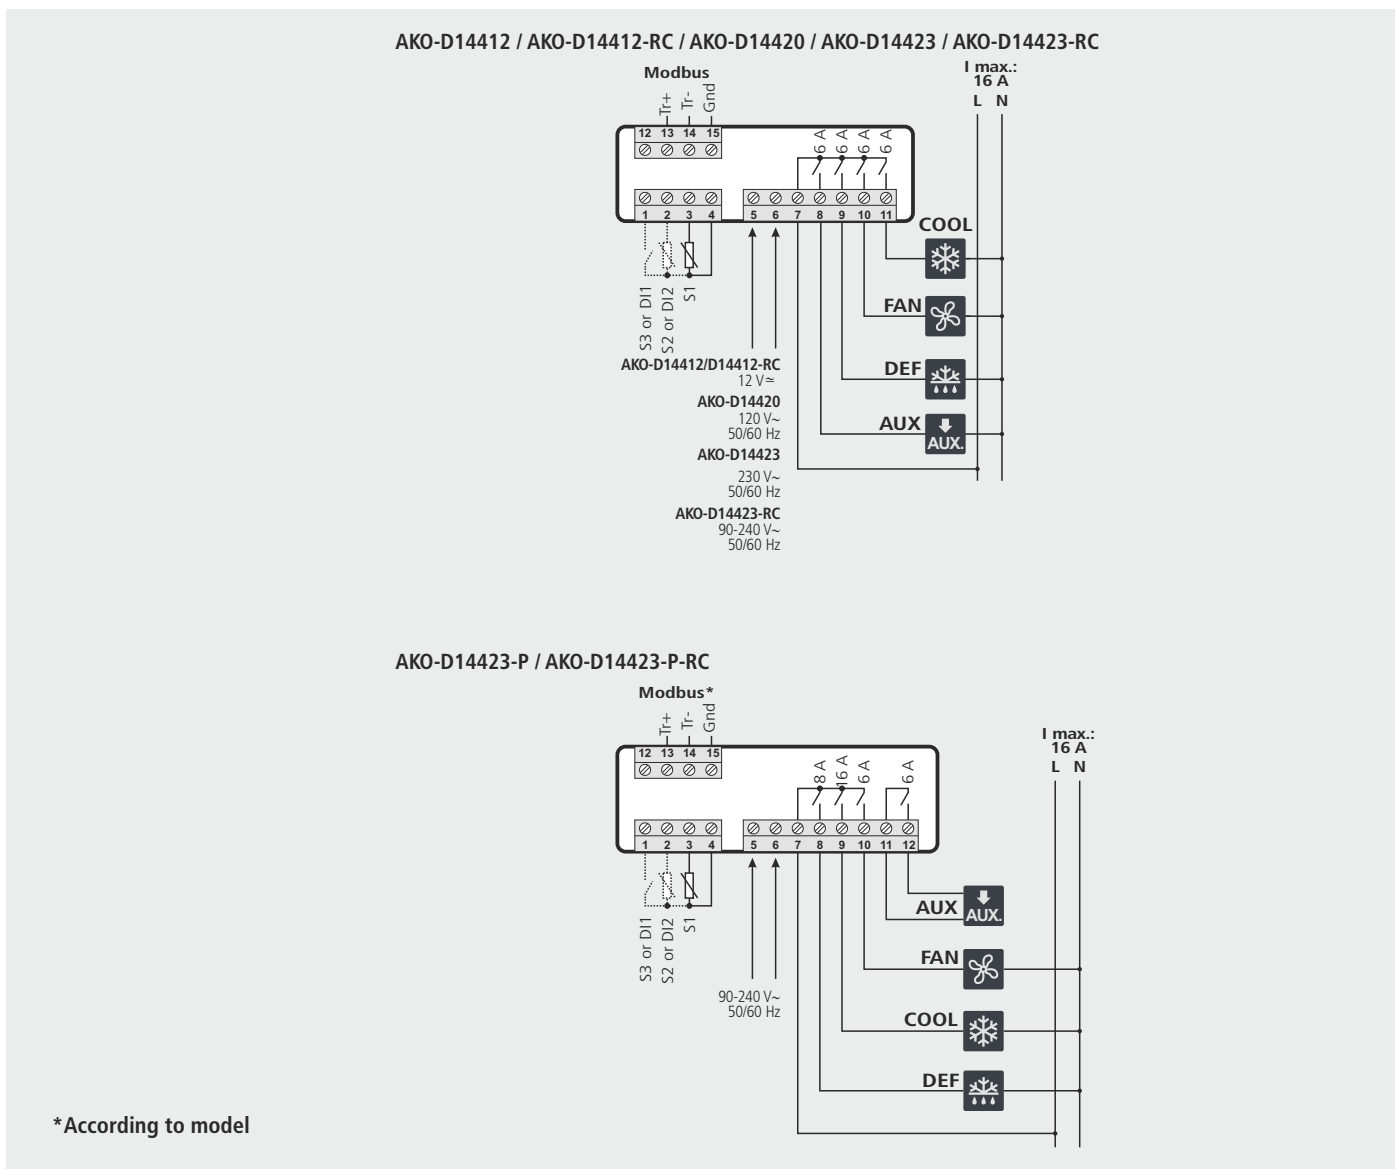 AKO-D14412 / AKO-D14412-RC / AKO-D14420 / AKO-D14423 / AKO-D14423-RC
Modbus
Tr+ Tr- Gnd
I max.:
16 A
L N
12 13 14 15
6 A 6 A 6 A 6 A
1 2 3 4 5 6 7 8 9 10 11
COOL
S3 or DI1
S2 or DI2
S1
FAN
AKO-D14412/D14412-RC
12 V≃
DEF
AKO-D14420
120 V~
50/60 Hz
AUX
AUX.
AKO-D14423
230 V~
50/60 Hz
AKO-D14423-RC
90-240 V~
50/60 Hz
AKO-D14423-P / AKO-D14423-P-RC
Modbus*
Tr+ Tr- Gnd
I max.:
16 A
L N
12 13 14 15
8 A 16 A 6 A 6 A
1 2 3 4 5 6 7 8 9 10 11 12
S3 or DI1
S2 or DI2
S1
AUX
AUX.
FAN
90-240 V~
50/60 Hz
COOL
DEF
*According to model